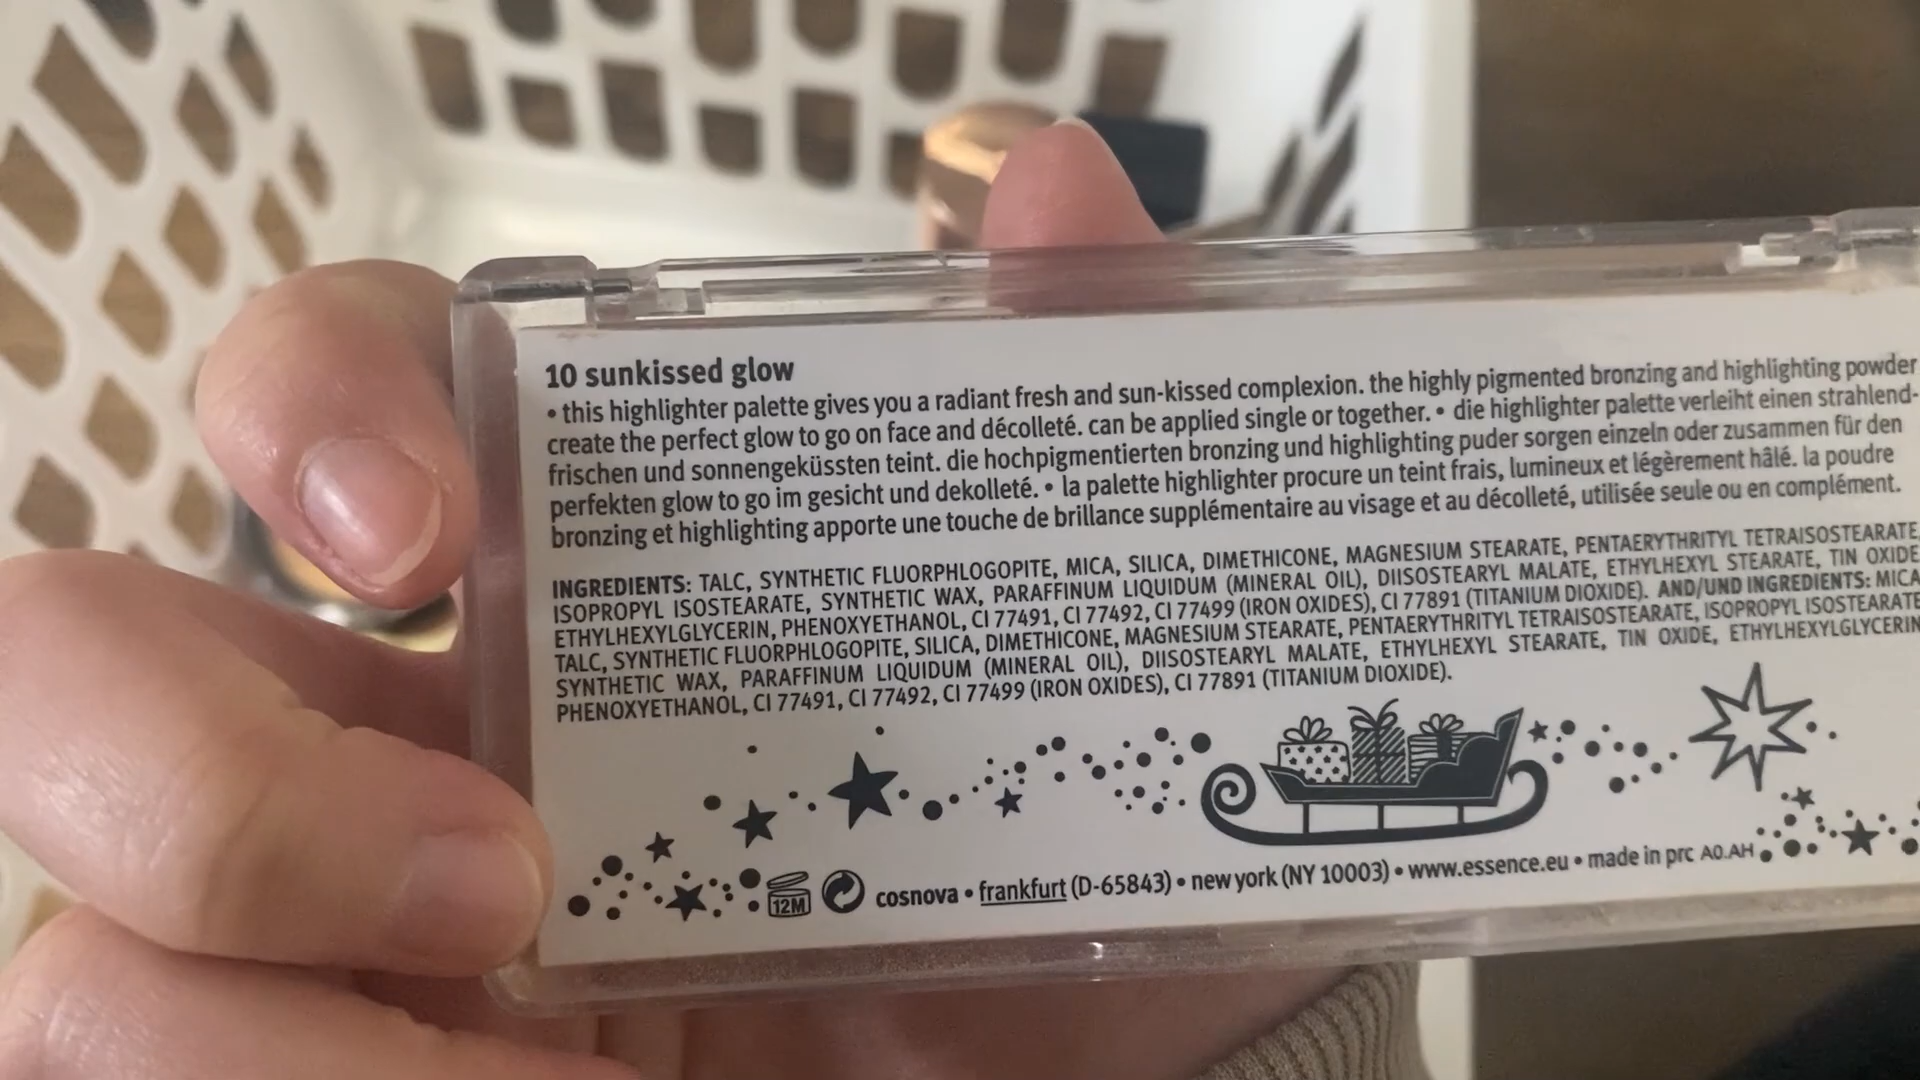 10 sunkissed glow
• this highlighter palette gives you a radiant fresh and sun-kissed complexion. the highly pigmented bronzing and highlighting powder
create the perfect glow to go on face and décolleté. can be applied single or together. • die highlighter palette verleiht einen strahlend-
frischen und sonnengeküssten teint. die hochpigmentierten bronzing und highlighting puder sorgen einzeln oder zusammen für den
perfekten glow to go im gesicht und dekolleté. • la palette highlighter procure un teint frais, lumineux et légèrement hâlé. la poudre
bronzing et highlighting apporte une touche de brillance supplémentaire au visage et au décolleté, utilisée seule ou en complément.
INGREDIENTS: TALC, SYNTHETIC FLUORPHLOGOPITE, MICA, SILICA, DIMETHICONE, MAGNESIUM STEARATE, PENTAERYTHRITYL TETRAISOSTEARATE,
ISOPROPYL ISOSTEARATE, SYNTHETIC WAX, PARAFFINUM LIQUIDUM (MINERAL OIL), DIISOSTEARYL MALATE, ETHYLHEXYL STEARATE, TIN OXIDE
ETHYLHEXYLGLYCERIN, PHENOXYETHANOL, CI 77491, CI 77492, CI 77499 (IRON OXIDES), CI 77891 (TITANIUM DIOXIDE). AND/UND INGREDIENTS: MICA
TALC, SYNTHETIC FLUORPHLOGOPITE, SILICA, DIMETHICONE, MAGNESIUM STEARATE, PENTAERYTHRITYL TETRAISOSTEARATE, ISOPROPYL ISOSTEARATE
SYNTHETIC WAX, PARAFFINUM LIQUIDUM (MINERAL OIL), DIISOSTEARYL MALATE, ETHYLHEXYL STEARATE, TIN OXIDE, ETHYLHEXYLGLYCERIN
PHENOXYETHANOL, CI 77491, CI 77492, CI 77499 (IRON OXIDES), CI 77891 (TITANIUM DIOXIDE).
12M cosnova • frankfurt (D-65843) • new york (NY 10003) • www.essence.eu • made in prc A0.AH